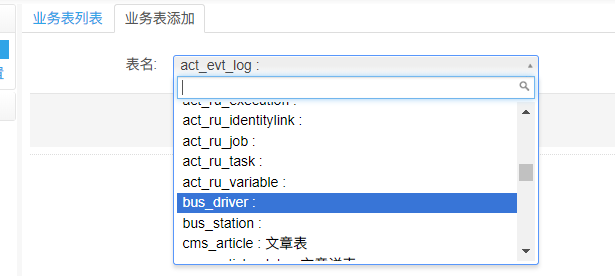 业务表列表 业务表添加
置
表名: act_evt_log :
act_ru_execution :
act_ru_identitylink :
act_ru_job :
act_ru_task :
act_ru_variable :
bus_driver :
bus_station :
cms_article : 文章表